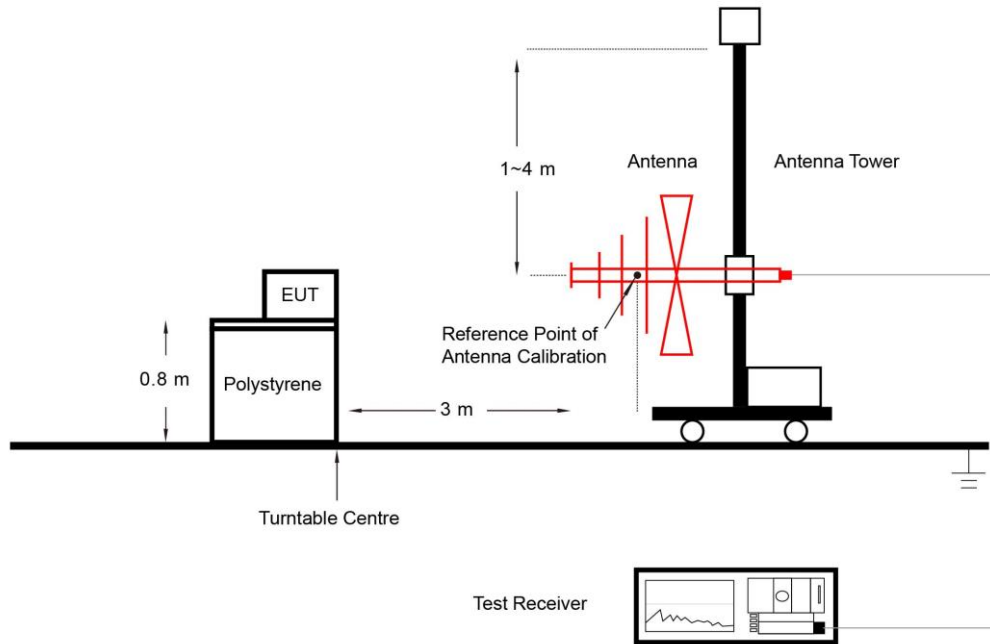 1~4 m
Antenna
Antenna Tower
EUT
Reference Point of
Antenna Calibration
0.8 m
Polystyrene
3 m
Turntable Centre
Test Receiver